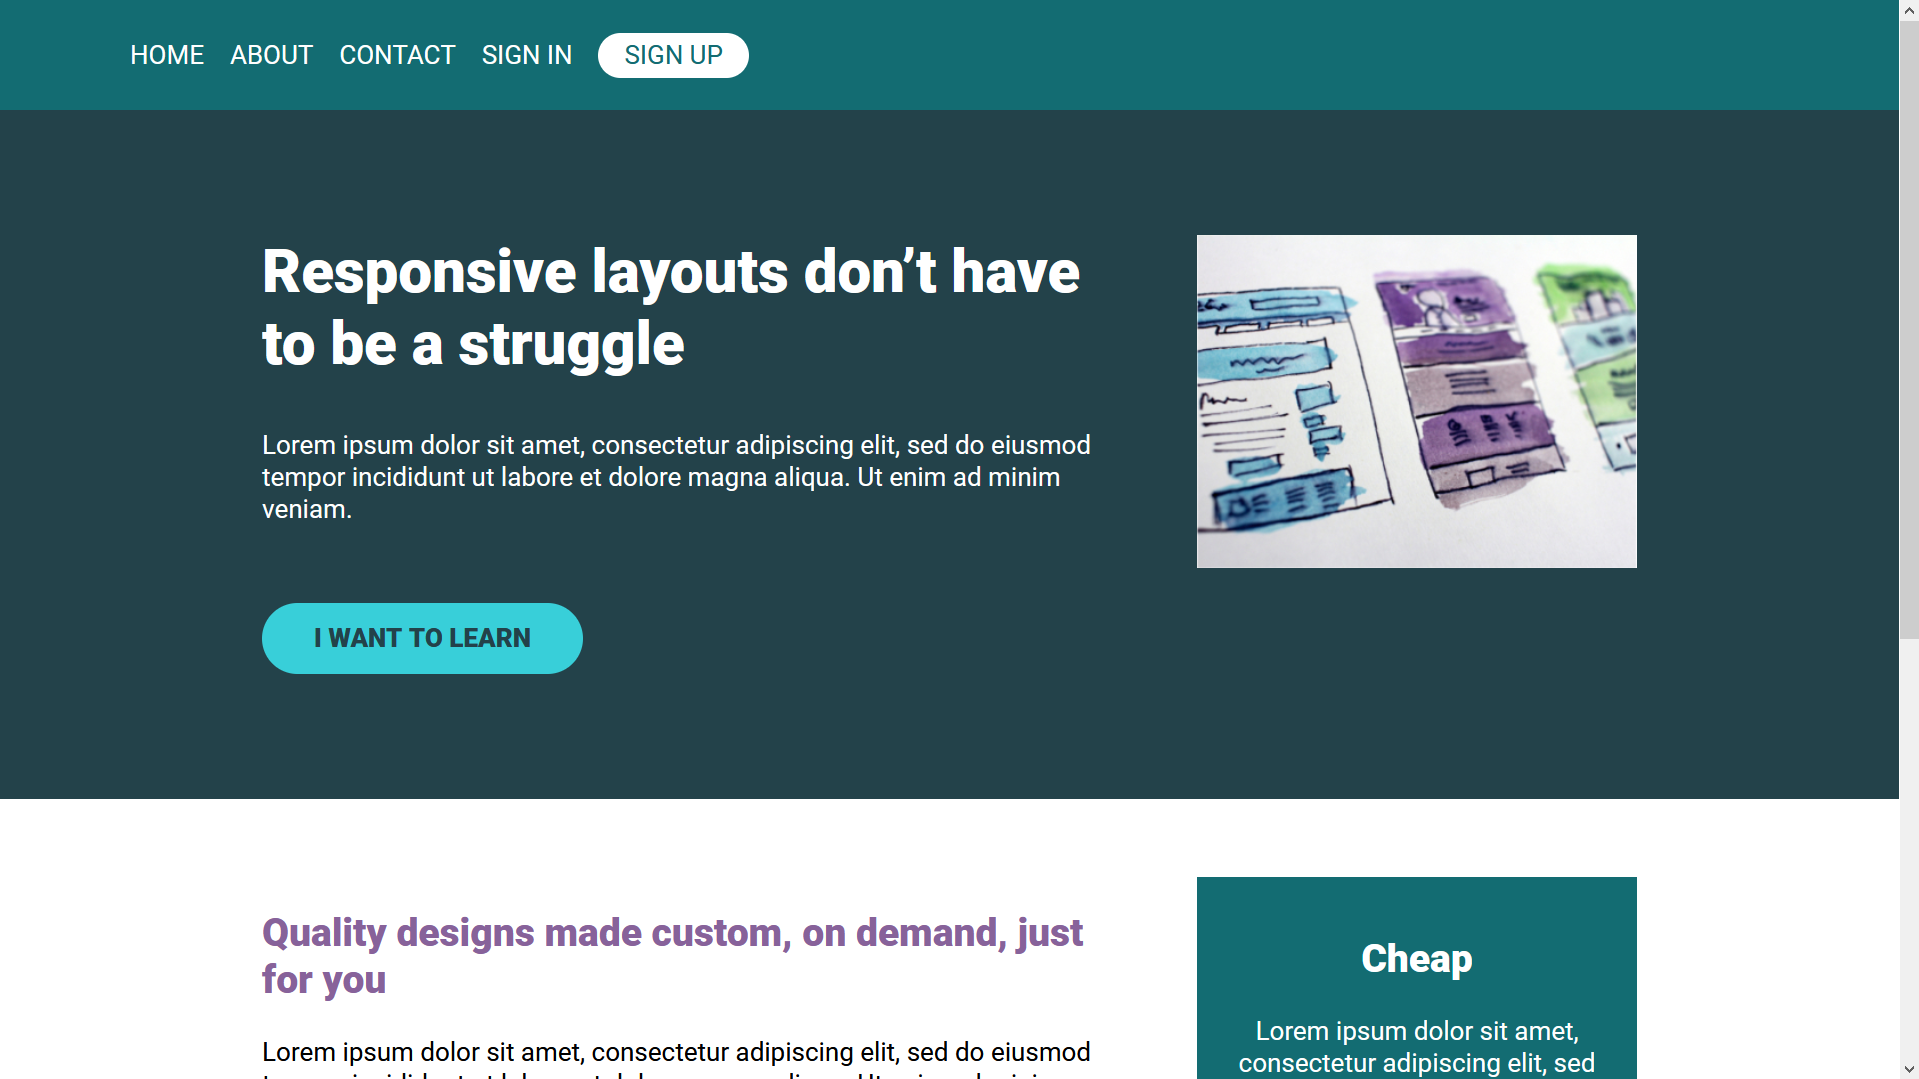 HOME ABOUT CONTACT SIGN IN SIGN UP
Responsive layouts don’t have
to be a struggle
Lorem ipsum dolor sit amet, consectetur adipiscing elit, sed do eiusmod
tempor incididunt ut labore et dolore magna aliqua. Ut enim ad minim
veniam.
I WANT TO LEARN
Quality designs made custom, on demand, just
for you
Lorem ipsum dolor sit amet, consectetur adipiscing elit, sed do eiusmod
Cheap
Lorem ipsum dolor sit amet,
consectetur adipiscing elit, sed